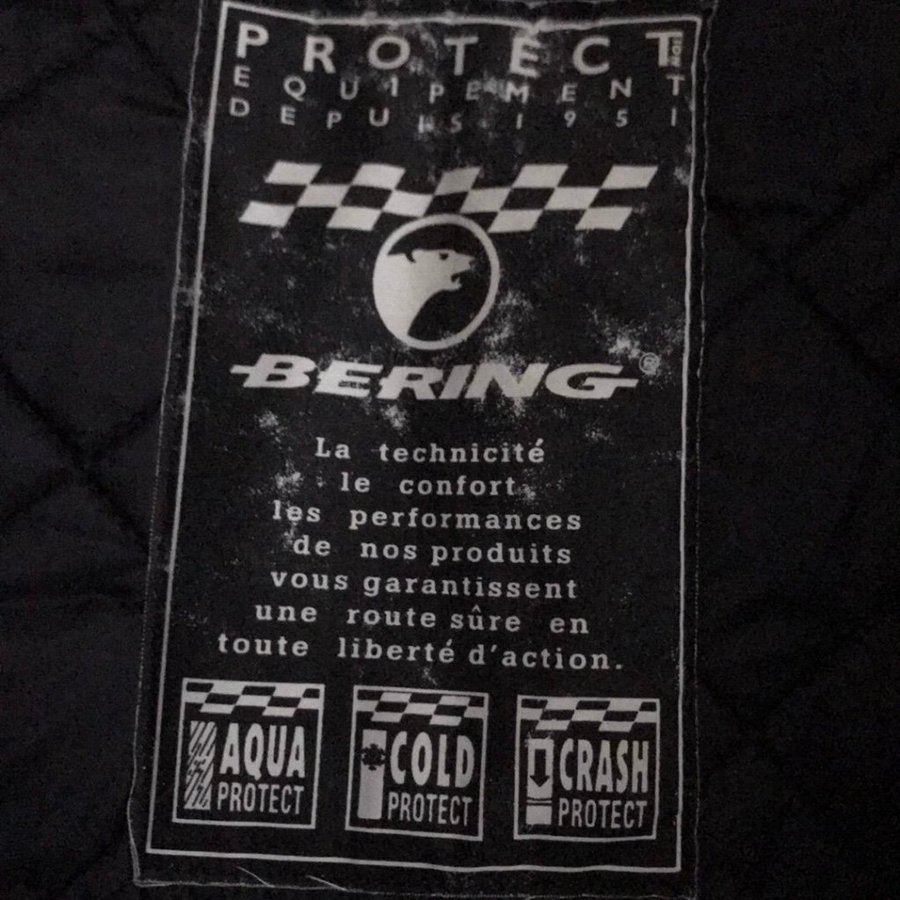 PROTECT
EQUIPEMENT
DEPUIS 1951
BERING®
La technicité
le confort
les performances
de nos produits
vous garantissent
une route sûre en
toute liberté d'action.
AQUA
PROTECT
COLD
PROTECT
CRASH
PROTECT